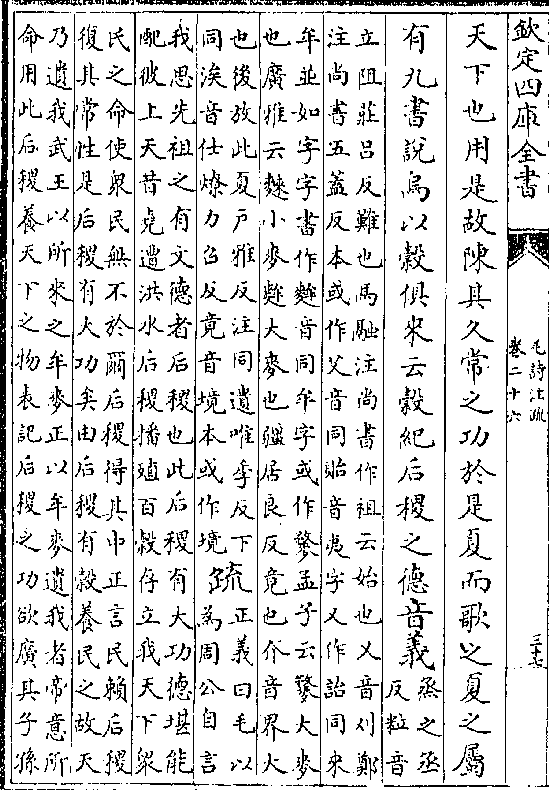 欽定四庫全書
毛詩注疏
卷二十六
三十七
天下也用是故陳其久常之功於是夏而歌之夏之屬
有九書說烏以穀俱來云穀紀后稷之德音義
烝之丞
反粒音
立阻莊呂反難也馬融注尚書作祖云始也乂音刈鄭
注尚書五蓋反本或作乂音同貽音夷字又作詒同來
牟並如字字書作麰音同牟字或作䵺孟子云䵺大麥
也廣雅云麳小麥麰大麥也疆居良反竟也介音界大
也後放此夏戸雅反注同遺唯季反下
同涘音仕燎力召反竟音境本或作境
疏
正義曰毛以
為周公自言
我思先祖之有文德者后稷也此后稷有大功德堪能
配彼上天昔堯遭洪水后稷播殖百穀存立我天下衆
民之命使衆民無不於爾后稷得其中正言民賴后稷
復其常性是后稷有大功矣由后稷有穀養民之故天
乃遺我武王以所來之牟麥正以牟麥遺我者帝意所
命用此后稷養天下之物表記后稷之功欲廣其子孫